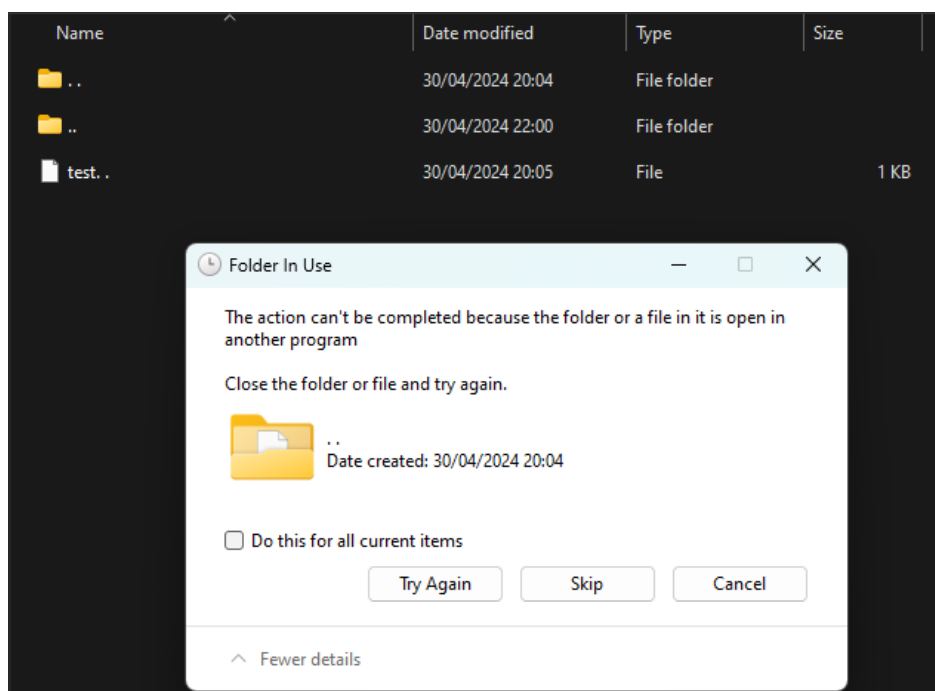 Name Date modified Type Size
. . 30/04/2024 20:04 File folder
.. 30/04/2024 22:00 File folder
test. . 30/04/2024 20:05 File 1 KB
Folder In Use
The action can't be completed because the folder or a file in it is open in
another program
Close the folder or file and try again.
. .
Date created: 30/04/2024 20:04
Do this for all current items
Try Again Skip Cancel
Fewer details